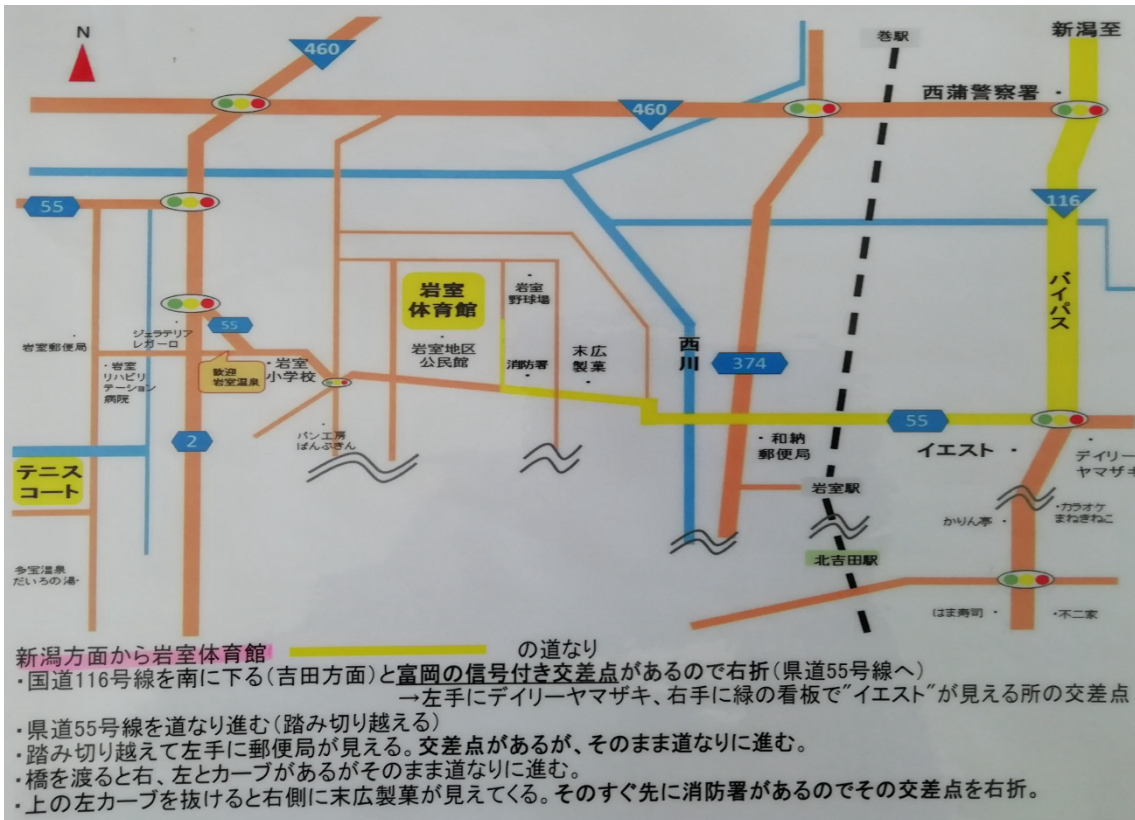 N
460
巻駅
新潟至
460
西蒲警察署
55
116
バイパス
岩室
体育館
岩室
野球場
55
ジェラテリア
レガーロ
岩室郵便局
岩室
リハビリ
テーション
病院
歓迎
岩室温泉
岩室
小学校
岩室地区
公民館
消防署
末広
製菓
西川
374
55
2
パン工房
ぱんぷきん
和納
郵便局
イエスト
デイリー
ヤマザキ
テニス
コート
岩室駅
かりん亭
カラオケ
まねきねこ
北吉田駅
多宝温泉
だいろの湯
はま寿司
不二家
新潟方面から岩室体育館 の道なり
・国道116号線を南に下る(吉田方面)と富岡の信号付き交差点があるので右折(県道55号線へ)
→左手にデイリーヤマザキ、右手に緑の看板で"イエスト"が見える所の交差点
・県道55号線を道なり進む(踏み切り越える)
・踏み切り越えて左手に郵便局が見える。交差点があるが、そのまま道なりに進む。
・橋を渡ると右、左とカーブがあるがそのまま道なりに進む。
・上の左カーブを抜けると右側に末広製菓が見えてくる。そのすぐ先に消防署があるのでその交差点を右折。